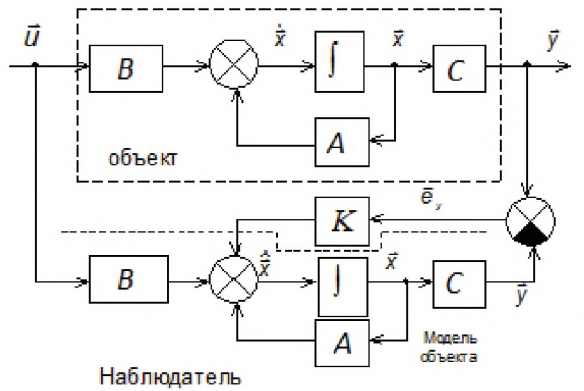 u⃗ ẋ⃗ x⃗ y⃗
B ∫ C
A
объект
K e⃗
B ẋ⃗ ∫ x⃗ C y⃗
A
Модель
объекта
Наблюдатель